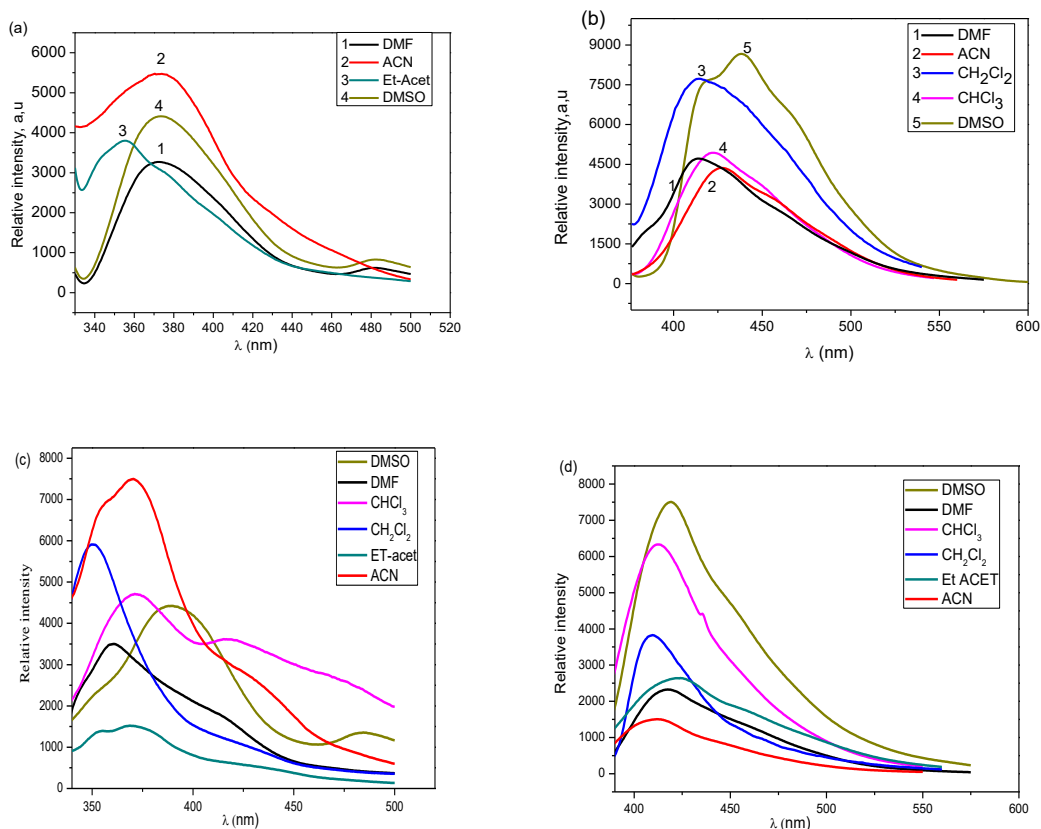 (a)
1 DMF
2 ACN
3 Et-Acet
4 DMSO
6000
5000
4000
3000
2000
1000
0
Relative intensity, a,u
2
4
3
1
340 360 380 400 420 440 460 480 500 520
λ (nm)
(b)
1 DMF
2 ACN
3 CH2Cl2
4 CHCl3
5 DMSO
9000
7500
6000
4500
3000
1500
0
Relative intensity,a,u
5
3
4
1
2
400 450 500 550 600
λ (nm)
(c)
DMSO
DMF
CHCl3
CH2Cl2
ET-acet
ACN
8000
7000
6000
5000
4000
3000
2000
1000
0
Relative intensity
350 400 450 500
λ (nm)
(d)
DMSO
DMF
CHCl3
CH2Cl2
Et ACET
ACN
8000
7000
6000
5000
4000
3000
2000
1000
0
Relative intensity
400 450 500 550 600
λ (nm)